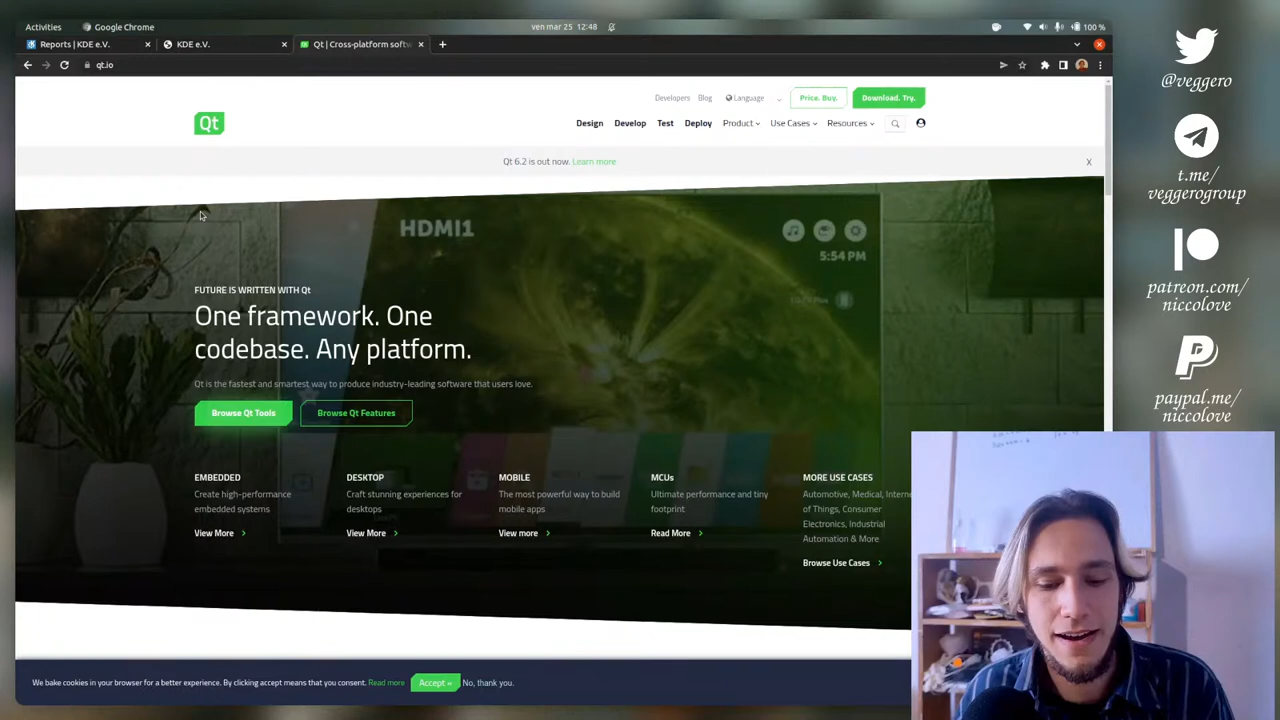 Activities
Google Chrome
ven mar 25 12:48
100 %
Reports | KDE e.V.
KDE e.V.
Qt | Cross-platform softw
qt.io
Developers
Blog
Language
Price. Buy.
Download. Try.
Qt
Design
Develop
Test
Deploy
Product
Use Cases
Resources
Qt 6.2 is out now. Learn more
X
HDMI1
5:54 PM
FUTURE IS WRITTEN WITH Qt
One framework. One
codebase. Any platform.
Qt is the fastest and smartest way to produce industry-leading software that users love.
Browse Qt Tools
Browse Qt Features
EMBEDDED
Create high-performance
embedded systems
View More
DESKTOP
Craft stunning experiences for
desktops
View More
MOBILE
The most powerful way to build
mobile apps
View more
MCUs
Ultimate performance and tiny
footprint
Read More
MORE USE CASES
Automotive, Medical, Interne
of Things, Consumer
Electronics, Industrial
Automation & More
Browse Use Cases
We bake cookies in your browser for a better experience. By clicking accept means that you consent. Read more
Accept
No, thank you.
@veggero
t.me/
veggerogroup
patreon.com/
niccolove
paypal.me/
niccolove